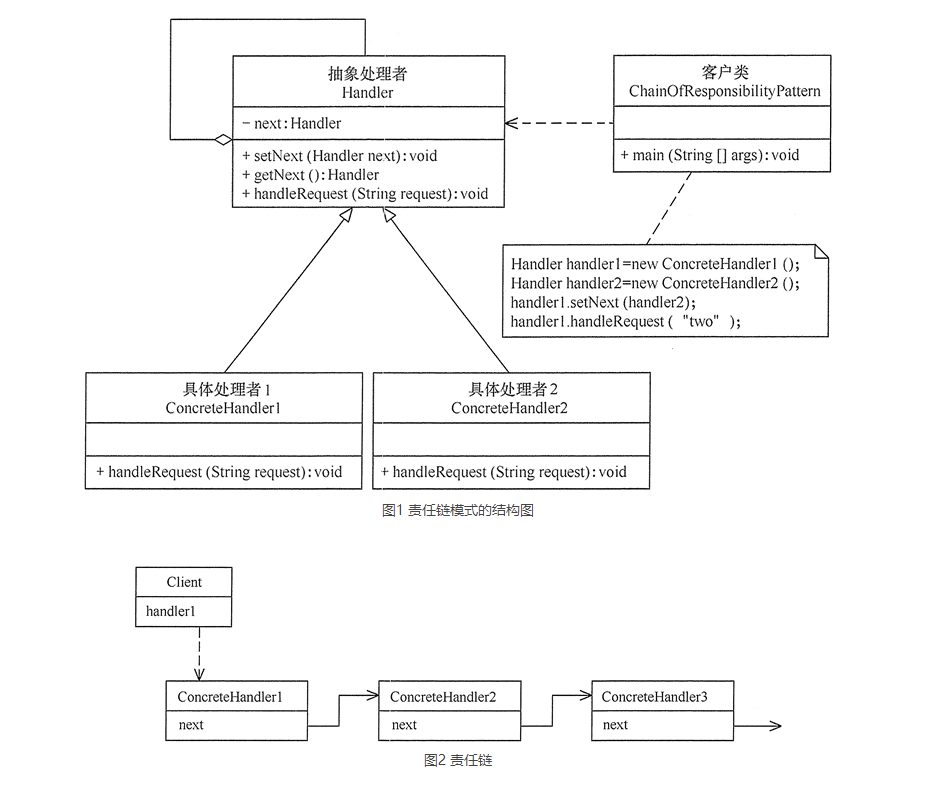 抽象处理者
Handler
- next:Handler
+ setNext (Handler next):void
+ getNext ():Handler
+ handleRequest (String request):void
客户类
ChainOfResponsibilityPattern
+ main (String [] args):void
Handler handler1=new ConcreteHandler1 ();
Handler handler2=new ConcreteHandler2 ();
handler1.setNext (handler2);
handler1.handleRequest ( "two" );
具体处理者1
ConcreteHandler1
+ handleRequest (String request):void
具体处理者2
ConcreteHandler2
+ handleRequest (String request):void
图1 责任链模式的结构图
Client
handler1
ConcreteHandler1
next
ConcreteHandler2
next
ConcreteHandler3
next
图2 责任链